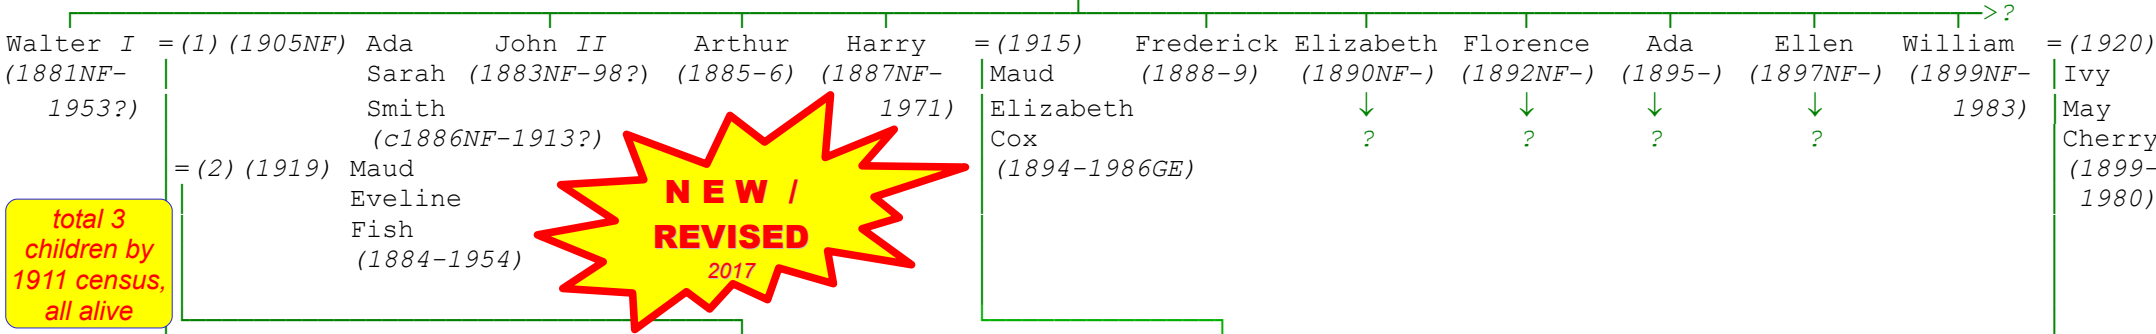 >?
Walter I =(1)(1905NF) Ada John II Arthur Harry =(1915) Frederick Elizabeth Florence Ada Ellen William =(1920)
(1881NF- Sarah (1883NF-98?) (1885-6) (1887NF- Maud (1888-9) (1890NF-) (1892NF-) (1895-) (1897NF-) (1899NF- Ivy
1953?) Smith 1971) Elizabeth ↓ ↓ ↓ ↓ 1983) May
(c1886NF-1913?) Cox ? ? ? ? Cherry
=(2)(1919) Maud (1894-1986GE) (1899-
Eveline 1980)
Fish
(1884-1954)
total 3
children by
1911 census,
all alive
NEW /
REVISED
2017